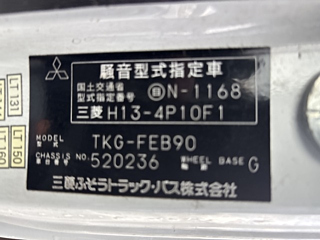 騒音型式指定車
国土交通省
型式指定番号 自N-1168
三菱 H13-4P10F1
MODEL
型式 TKG-FEB90
CHASSIS NO. 520236 WHEEL BASE G
車台番号
三菱ふそうトラック・バス株式会社
LT131
LT150